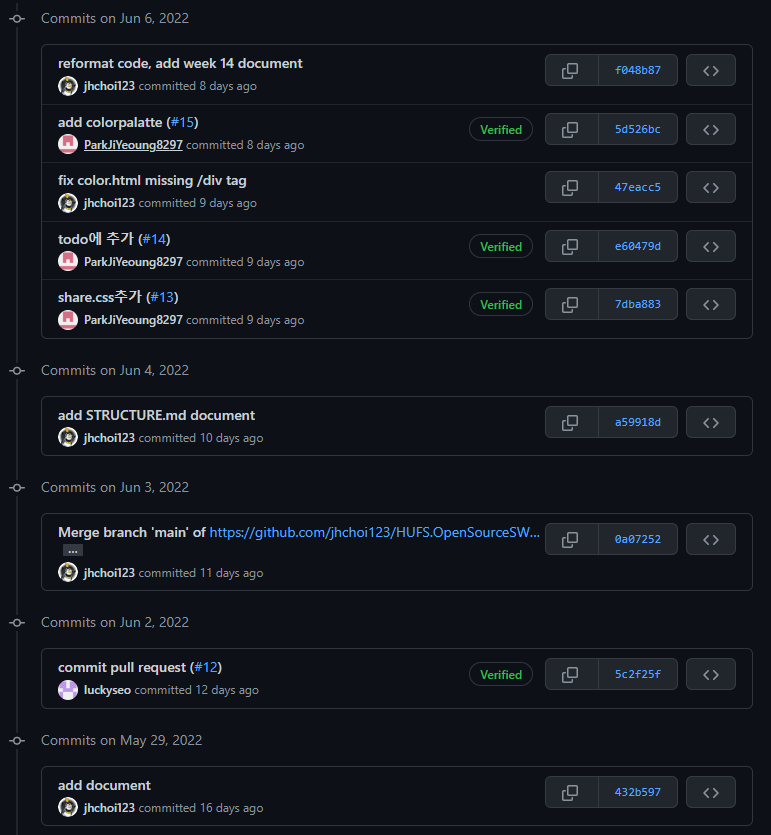 Commits on Jun 6, 2022
reformat code, add week 14 document
jhchoi123 committed 8 days ago
f048b87
add colorpalatte (#15)
ParkJiYeoung8297 committed 8 days ago
Verified
5d526bc
fix color.html missing /div tag
jhchoi123 committed 9 days ago
47eacc5
todo에 추가 (#14)
ParkJiYeoung8297 committed 9 days ago
Verified
e60479d
share.css추가 (#13)
ParkJiYeoung8297 committed 9 days ago
Verified
7dba883
Commits on Jun 4, 2022
add STRUCTURE.md document
jhchoi123 committed 10 days ago
a59918d
Commits on Jun 3, 2022
Merge branch 'main' of https://github.com/jhchoi123/HUFS.OpenSourceSW...
...
jhchoi123 committed 11 days ago
0a07252
Commits on Jun 2, 2022
commit pull request (#12)
luckyseo committed 12 days ago
Verified
5c2f25f
Commits on May 29, 2022
add document
jhchoi123 committed 16 days ago
432b597